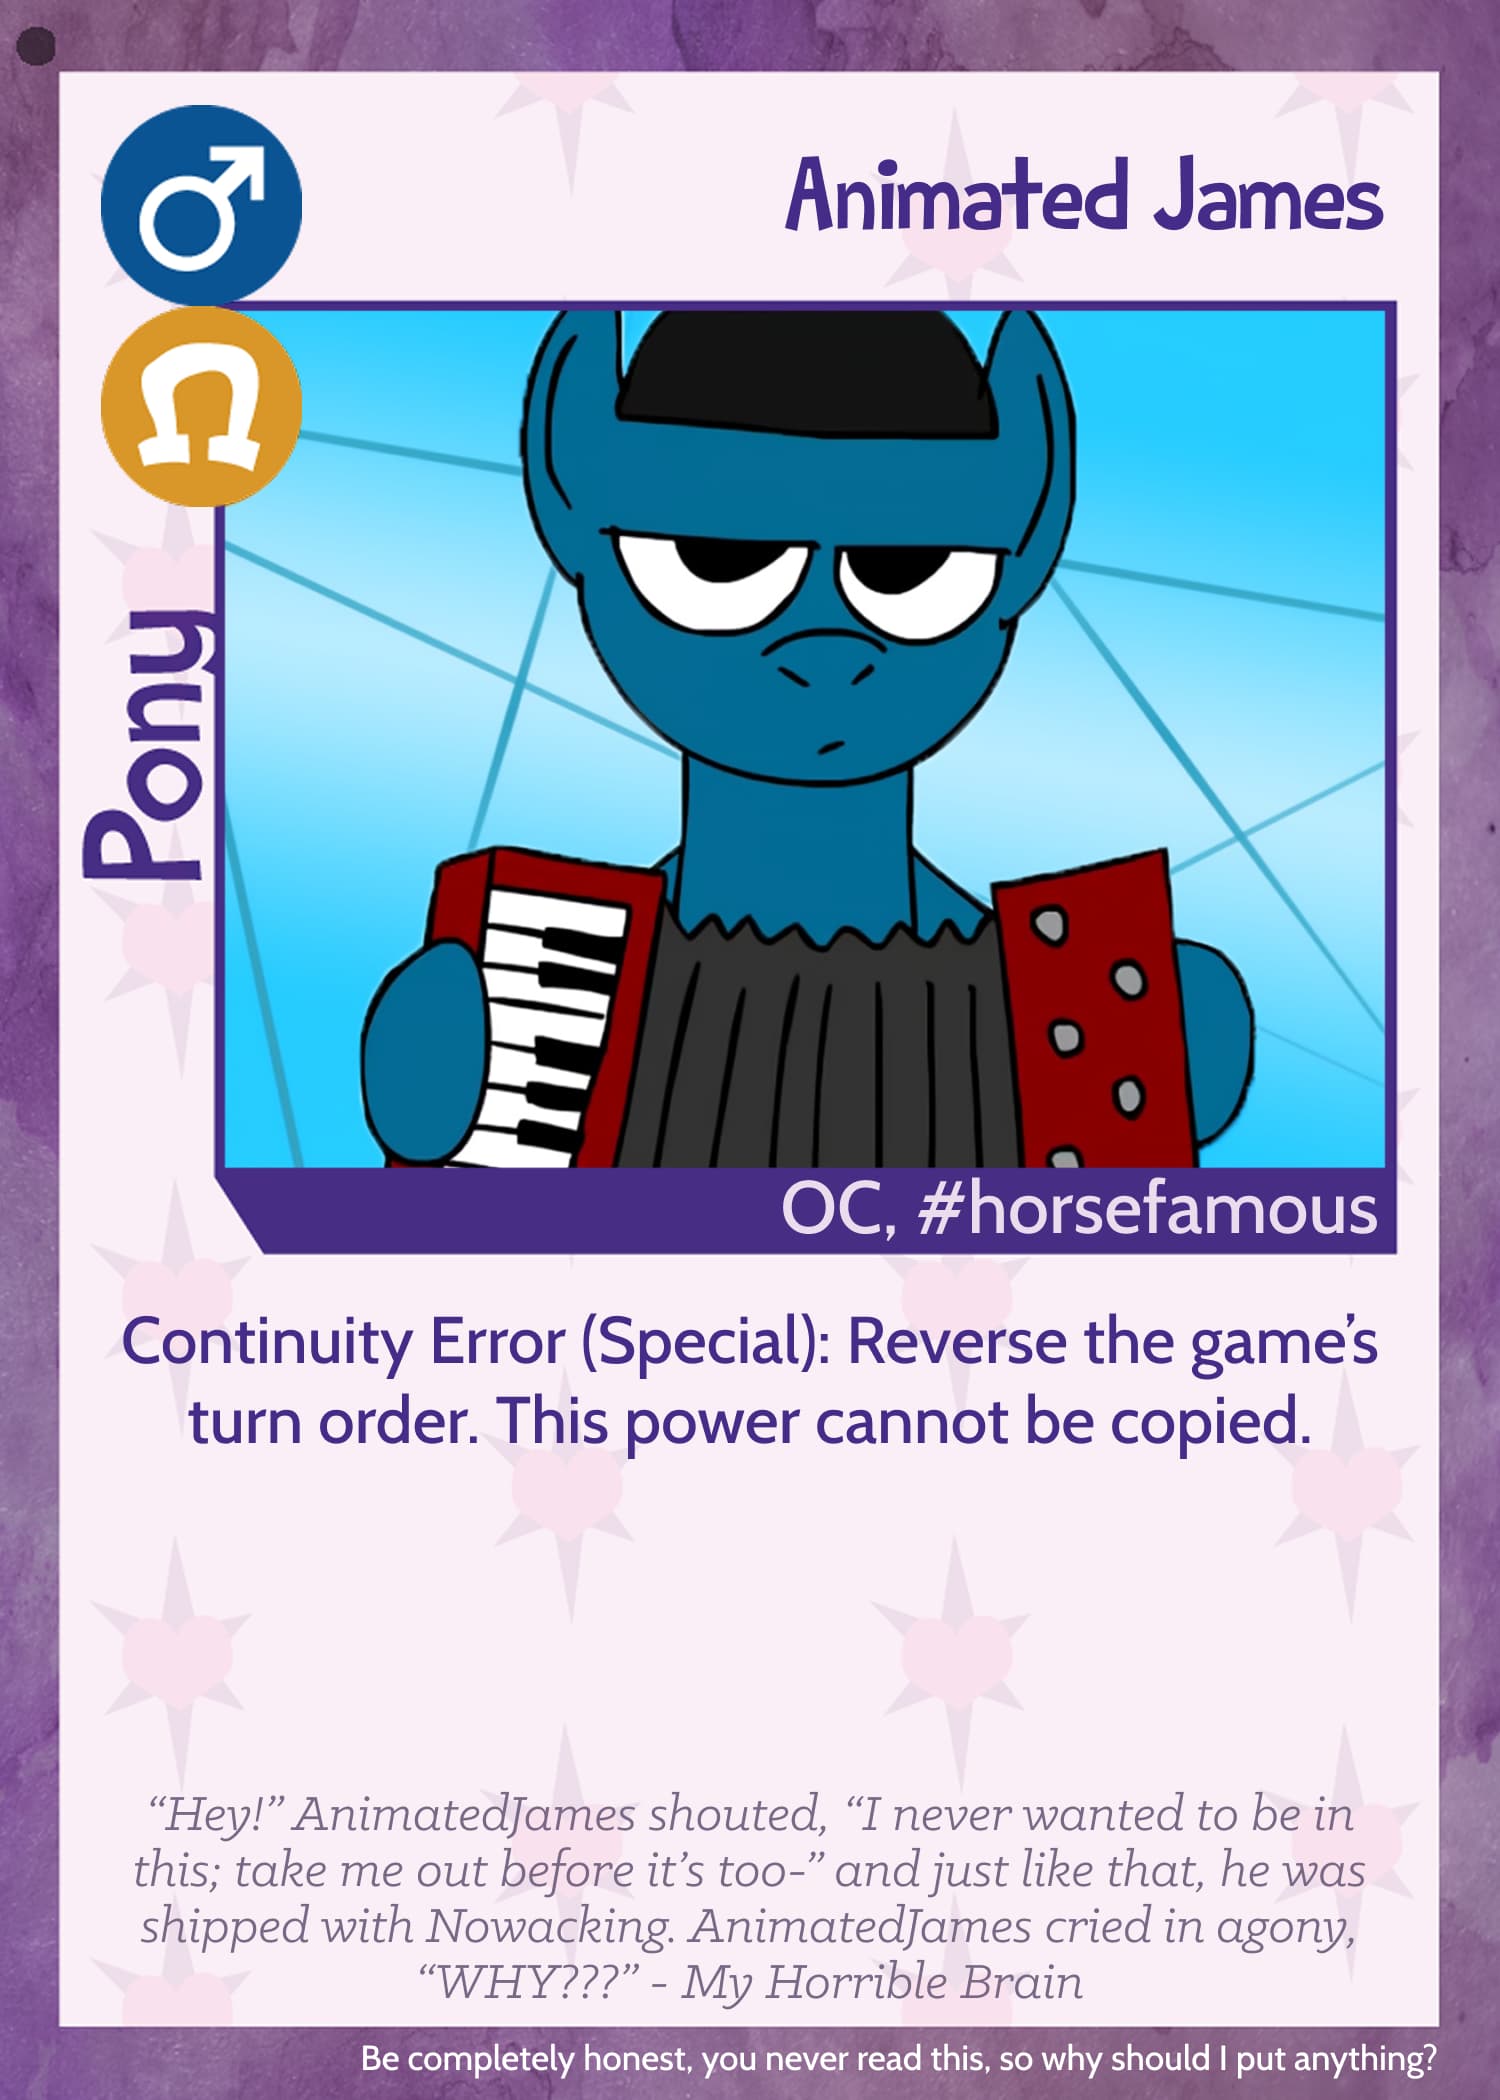 Animated James
Pony
OC, #horsefamous
Continuity Error (Special): Reverse the game's
turn order. This power cannot be copied.
“Hey!” AnimatedJames shouted, “I never wanted to be in
this; take me out before it’s too-” and just like that, he was
shipped with Nowacking. AnimatedJames cried in agony,
“WHY???” - My Horrible Brain
Be completely honest, you never read this, so why should I put anything?